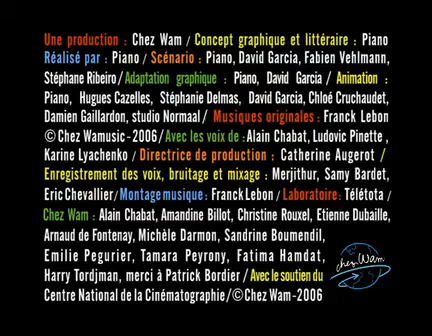 Une production : Chez Wam / Concept graphique et littéraire : Piano
Réalisé par : Piano / Scénario : Piano, David Garcia, Fabien Vehlmann,
Stéphane Ribeiro / Adaptation graphique : Piano, David Garcia / Animation :
Piano, Hugues Cazelles, Stéphanie Delmas, David Garcia, Chloé Cruchaudet,
Damien Gaillardon, studio Normaal / Musiques originales : Franck Lebon
© Chez Wamusic - 2006 / Avec les voix de : Alain Chabat, Ludovic Pinette,
Karine Lyachenko / Directrice de production : Catherine Augerot /
Enregistrement des voix, bruitage et mixage : Merjithur, Samy Bardet,
Eric Chevallier / Montage musique : Franck Lebon / Laboratoire : Télétota /
Chez Wam : Alain Chabat, Amandine Billot, Christine Rouxel, Etienne Dubaille,
Arnaud de Fontenay, Michèle Darmon, Sandrine Boumendil,
Emilie Pegurier, Tamara Peyrony, Fatima Hamdat,
Harry Tordjman, merci à Patrick Bordier / Avec le soutien du
Centre National de la Cinématographie / © Chez Wam - 2006
chez Wam